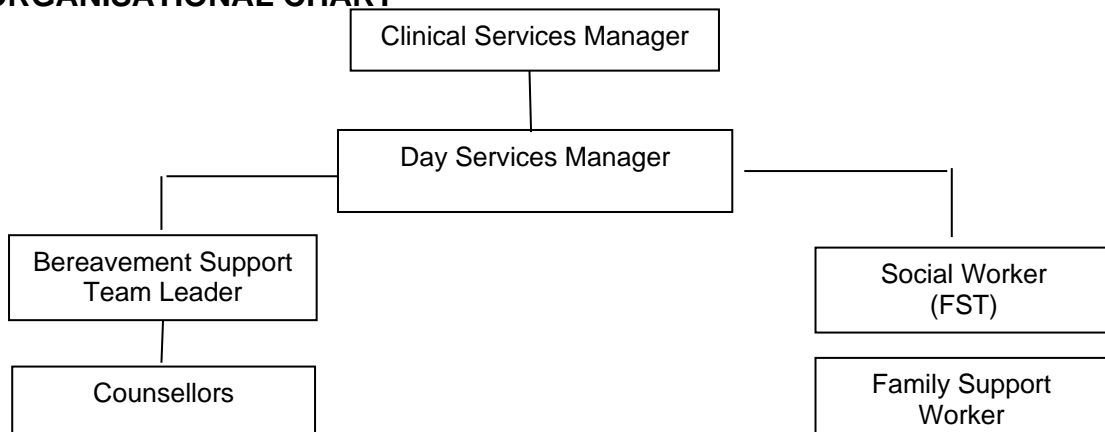 ORGANISATIONAL CHART
Clinical Services Manager
Day Services Manager
Bereavement Support
Team Leader
Social Worker
(FST)
Counsellors
Family Support
Worker